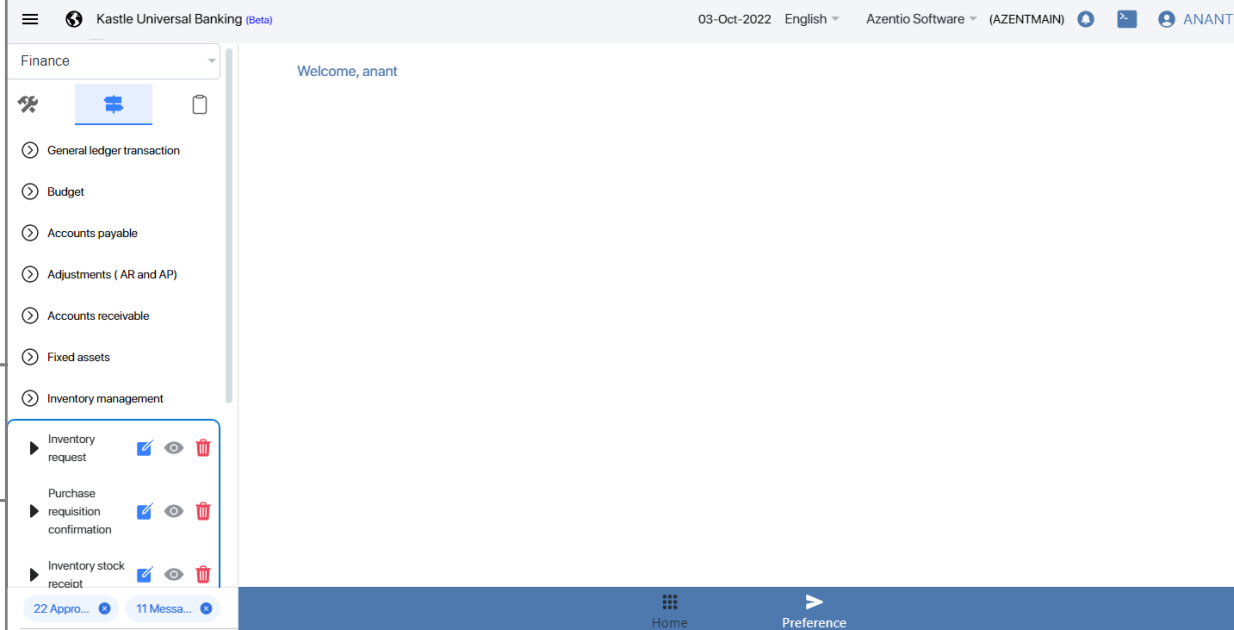 Kastle Universal Banking (Beta)
03-Oct-2022 English Azentio Software (AZENTMAIN) ANANT
Finance
Welcome, anant
General ledger transaction
Budget
Accounts payable
Adjustments ( AR and AP)
Accounts receivable
Fixed assets
Inventory management
Inventory
request
Purchase
requisition
confirmation
Inventory stock
receipt
22 Appro...
11 Messa...
Home
Preference